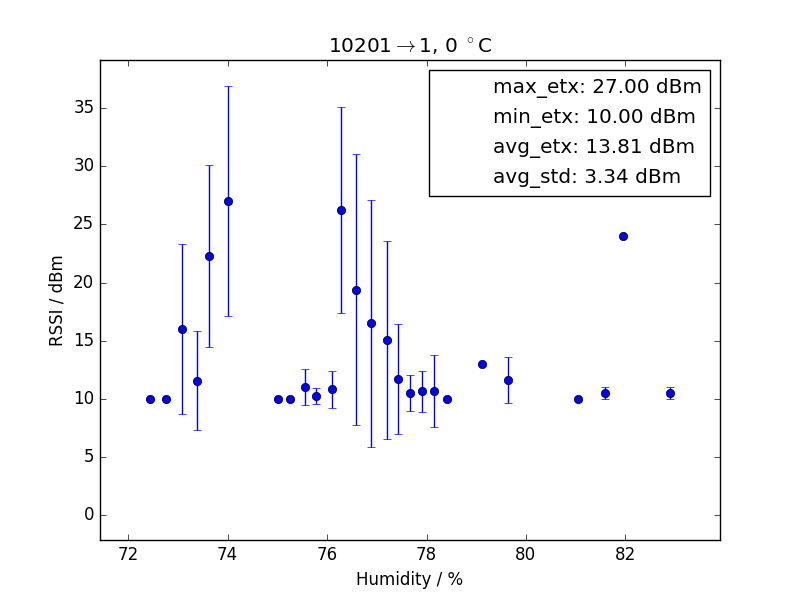 10201→1, 0 °C
max_etx: 27.00 dBm
min_etx: 10.00 dBm
avg_etx: 13.81 dBm
avg_std: 3.34 dBm
RSSI / dBm
35
30
25
20
15
10
5
0
72 74 76 78 80 82
Humidity / %